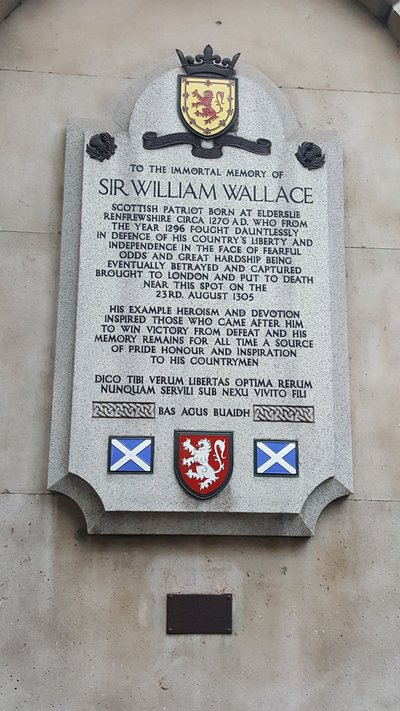 TO THE IMMORTAL MEMORY OF
SIR WILLIAM WALLACE
SCOTTISH PATRIOT BORN AT ELDERSLIE
RENFREWSHIRE CIRCA 1270 A.D. WHO FROM
THE YEAR 1296 FOUGHT DAUNTLESSLY
IN DEFENCE OF HIS COUNTRY'S LIBERTY AND
INDEPENDENCE IN THE FACE OF FEARFUL
ODDS AND GREAT HARDSHIP BEING
EVENTUALLY BETRAYED AND CAPTURED
BROUGHT TO LONDON AND PUT TO DEATH
NEAR THIS SPOT ON THE
23RD. AUGUST 1305
HIS EXAMPLE HEROISM AND DEVOTION
INSPIRED THOSE WHO CAME AFTER HIM
TO WIN VICTORY FROM DEFEAT AND HIS
MEMORY REMAINS FOR ALL TIME A SOURCE
OF PRIDE HONOUR AND INSPIRATION
TO HIS COUNTRYMEN
DICO TIBI VERUM LIBERTAS OPTIMA RERUM
NUNQUAM SERVILI SUB NEXU VIVITO FILI
BAS AGUS BUAIDH